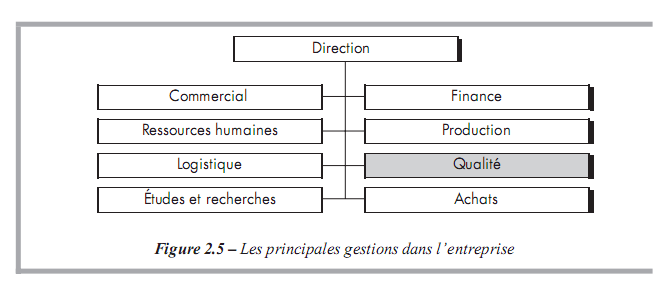 Direction
Commercial
Finance
Ressources humaines
Production
Logistique
Qualité
Études et recherches
Achats
Figure 2.5 – Les principales gestions dans l'entreprise